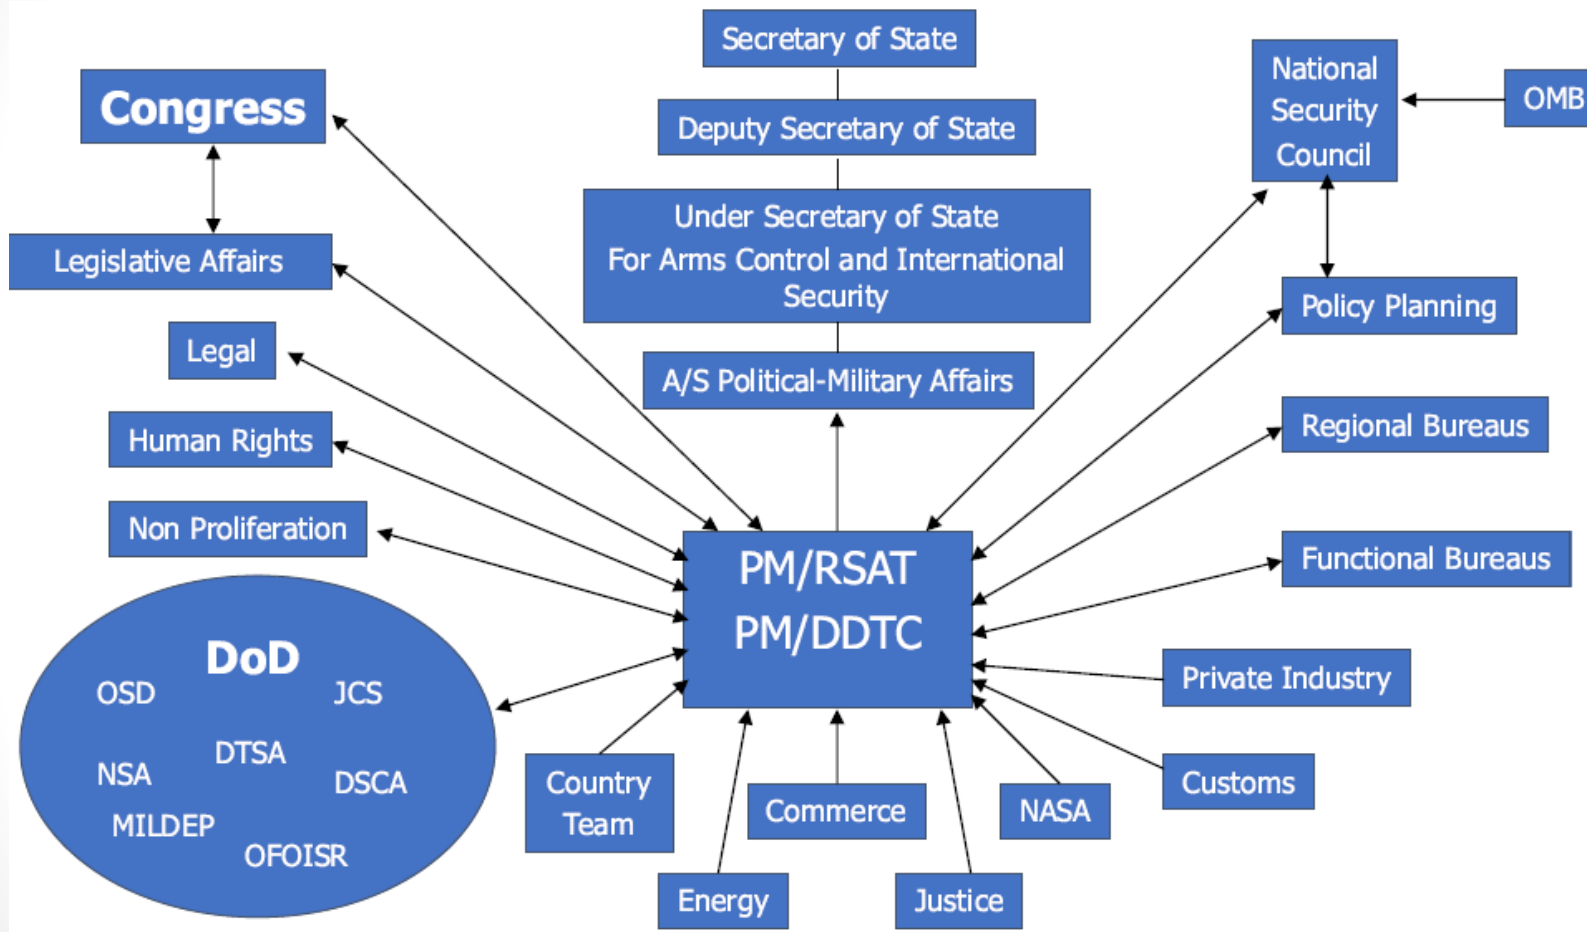 Secretary of State
Congress
National
Security
Council
OMB
Deputy Secretary of State
Under Secretary of State
For Arms Control and International
Security
Legislative Affairs
Policy Planning
Legal
A/S Political-Military Affairs
Human Rights
Regional Bureaus
Non Proliferation
PM/RSAT
PM/DDTC
Functional Bureaus
DoD
OSD
JCS
DTSA
NSA
DSCA
MILDEP
OFOISR
Private Industry
Country
Team
Commerce
NASA
Customs
Energy
Justice